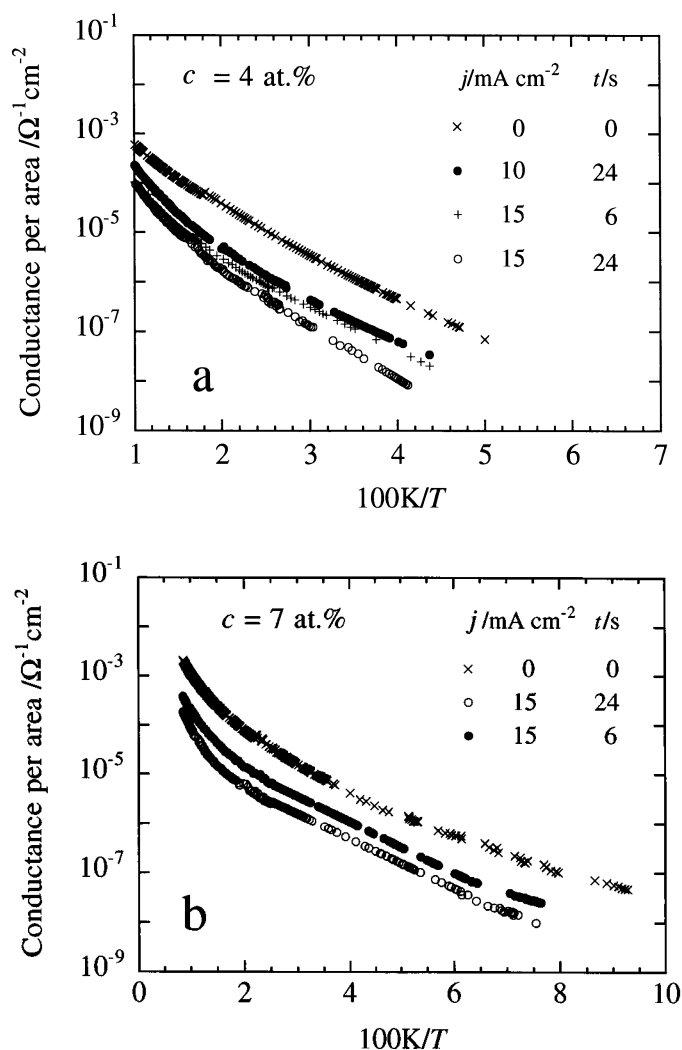 10⁻¹
c = 4 at.% j/mA cm⁻² t/s
× 0 0
10⁻³
● 10 24
+ 15 6
10⁻⁵
○ 15 24
10⁻⁷
a
10⁻⁹
Conductance per area /Ω⁻¹cm⁻²
1 2 3 4 5 6 7
100K/T
10⁻¹
c = 7 at.% j/mA cm⁻² t/s
× 0 0
10⁻³
○ 15 24
● 15 6
10⁻⁵
10⁻⁷
b
10⁻⁹
Conductance per area /Ω⁻¹cm⁻²
0 2 4 6 8 10
100K/T